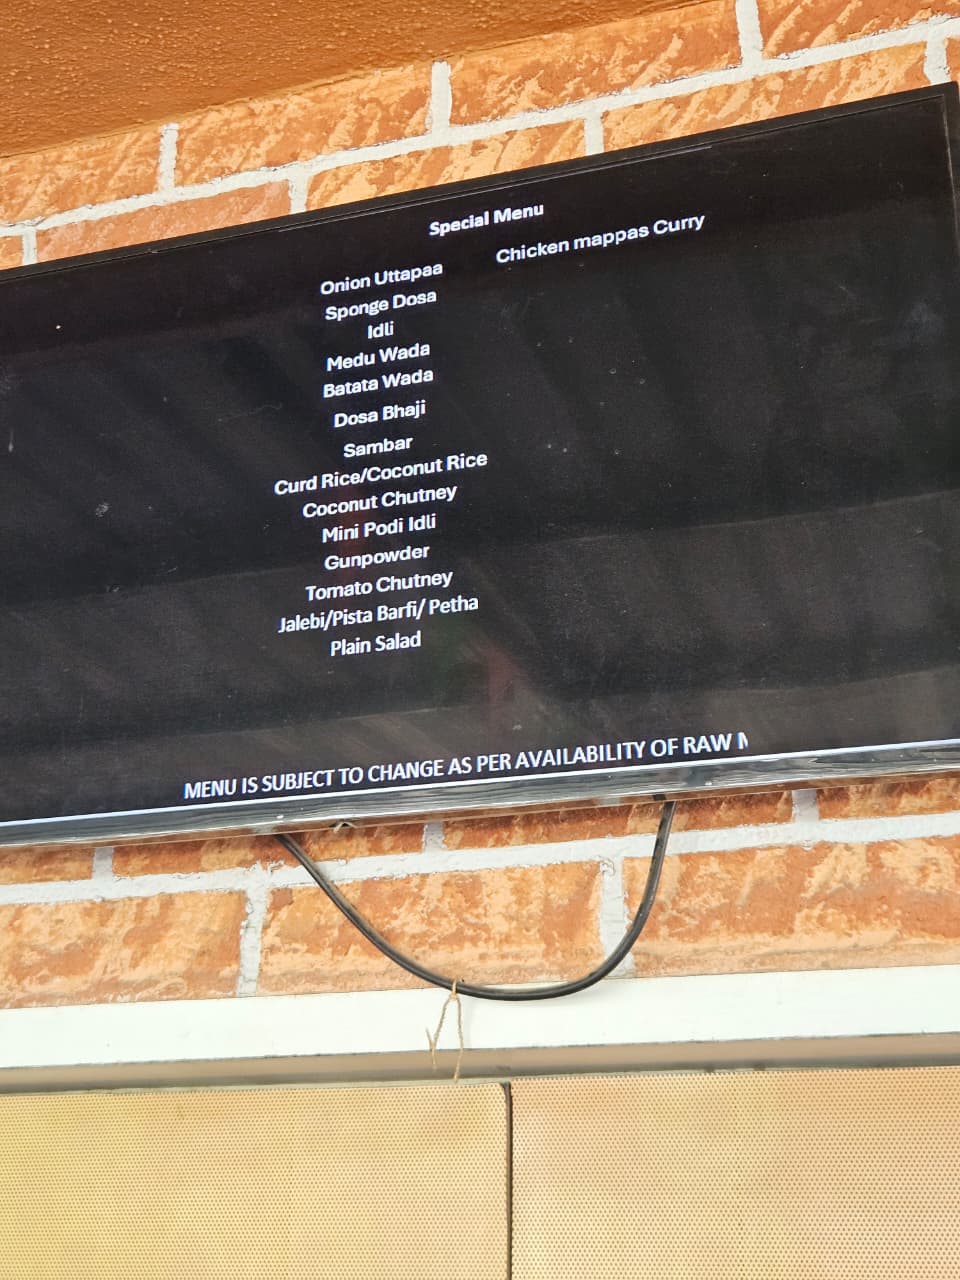 Special Menu
Onion Uttapaa
Chicken mappas Curry
Sponge Dosa
Idli
Medu Wada
Batata Wada
Dosa Bhaji
Sambar
Curd Rice/Coconut Rice
Coconut Chutney
Mini Podi Idli
Gunpowder
Tomato Chutney
Jalebi/Pista Barfi/ Petha
Plain Salad
MENU IS SUBJECT TO CHANGE AS PER AVAILABILITY OF RAW